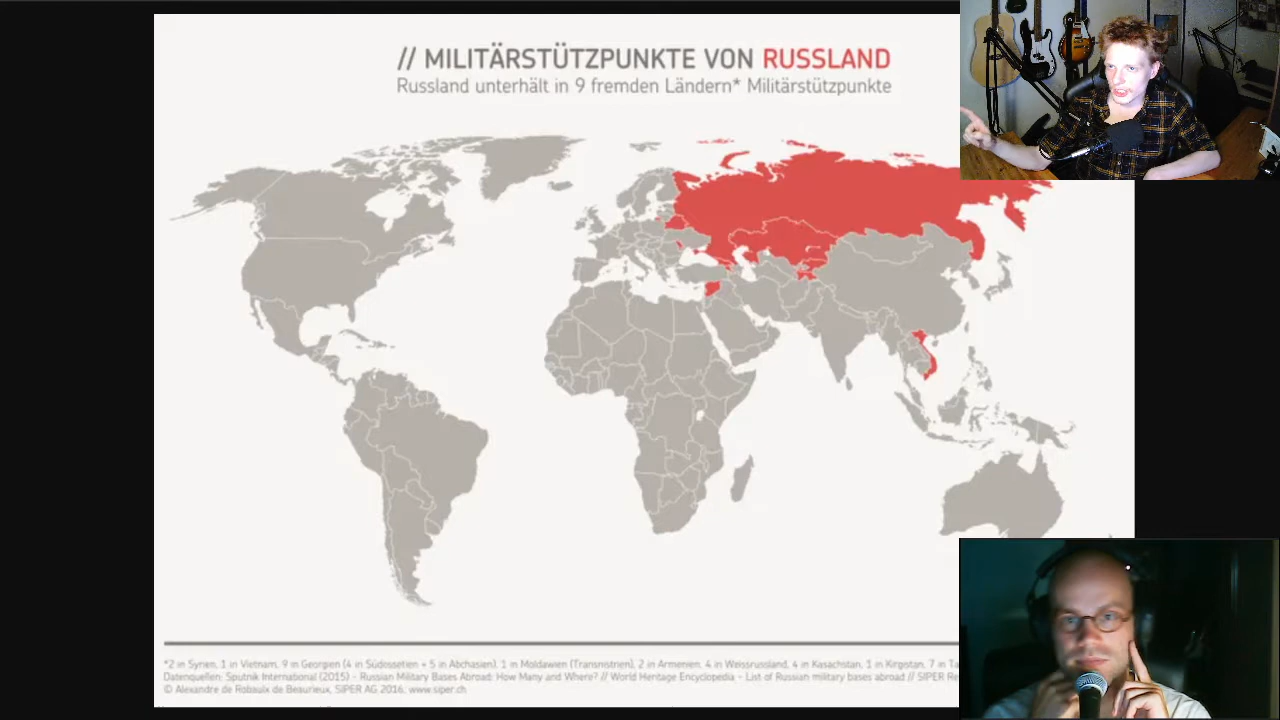 // MILITÄRSTÜTZPUNKTE VON RUSSLAND
Russland unterhält in 9 fremden Ländern* Militärstützpunkte
*2 in Syrien, 1 in Vietnam, 9 in Georgien (4 in Südossetien + 5 in Abchasien), 1 in Moldawien (Transnistrien), 2 in Armenien, 4 in Weissrussland, 4 in Kasachstan, 1 in Kirgistan, 7 in
Datenquellen: Sputnik International (2015) - Russian Military Bases Abroad: How Many and Where? // World Heritage Encyclopedia - List of Russian military bases abroad // SIPER
© Alexandre de Robaulx de Beaurieux, SIPER AG 2016, www.siper.ch